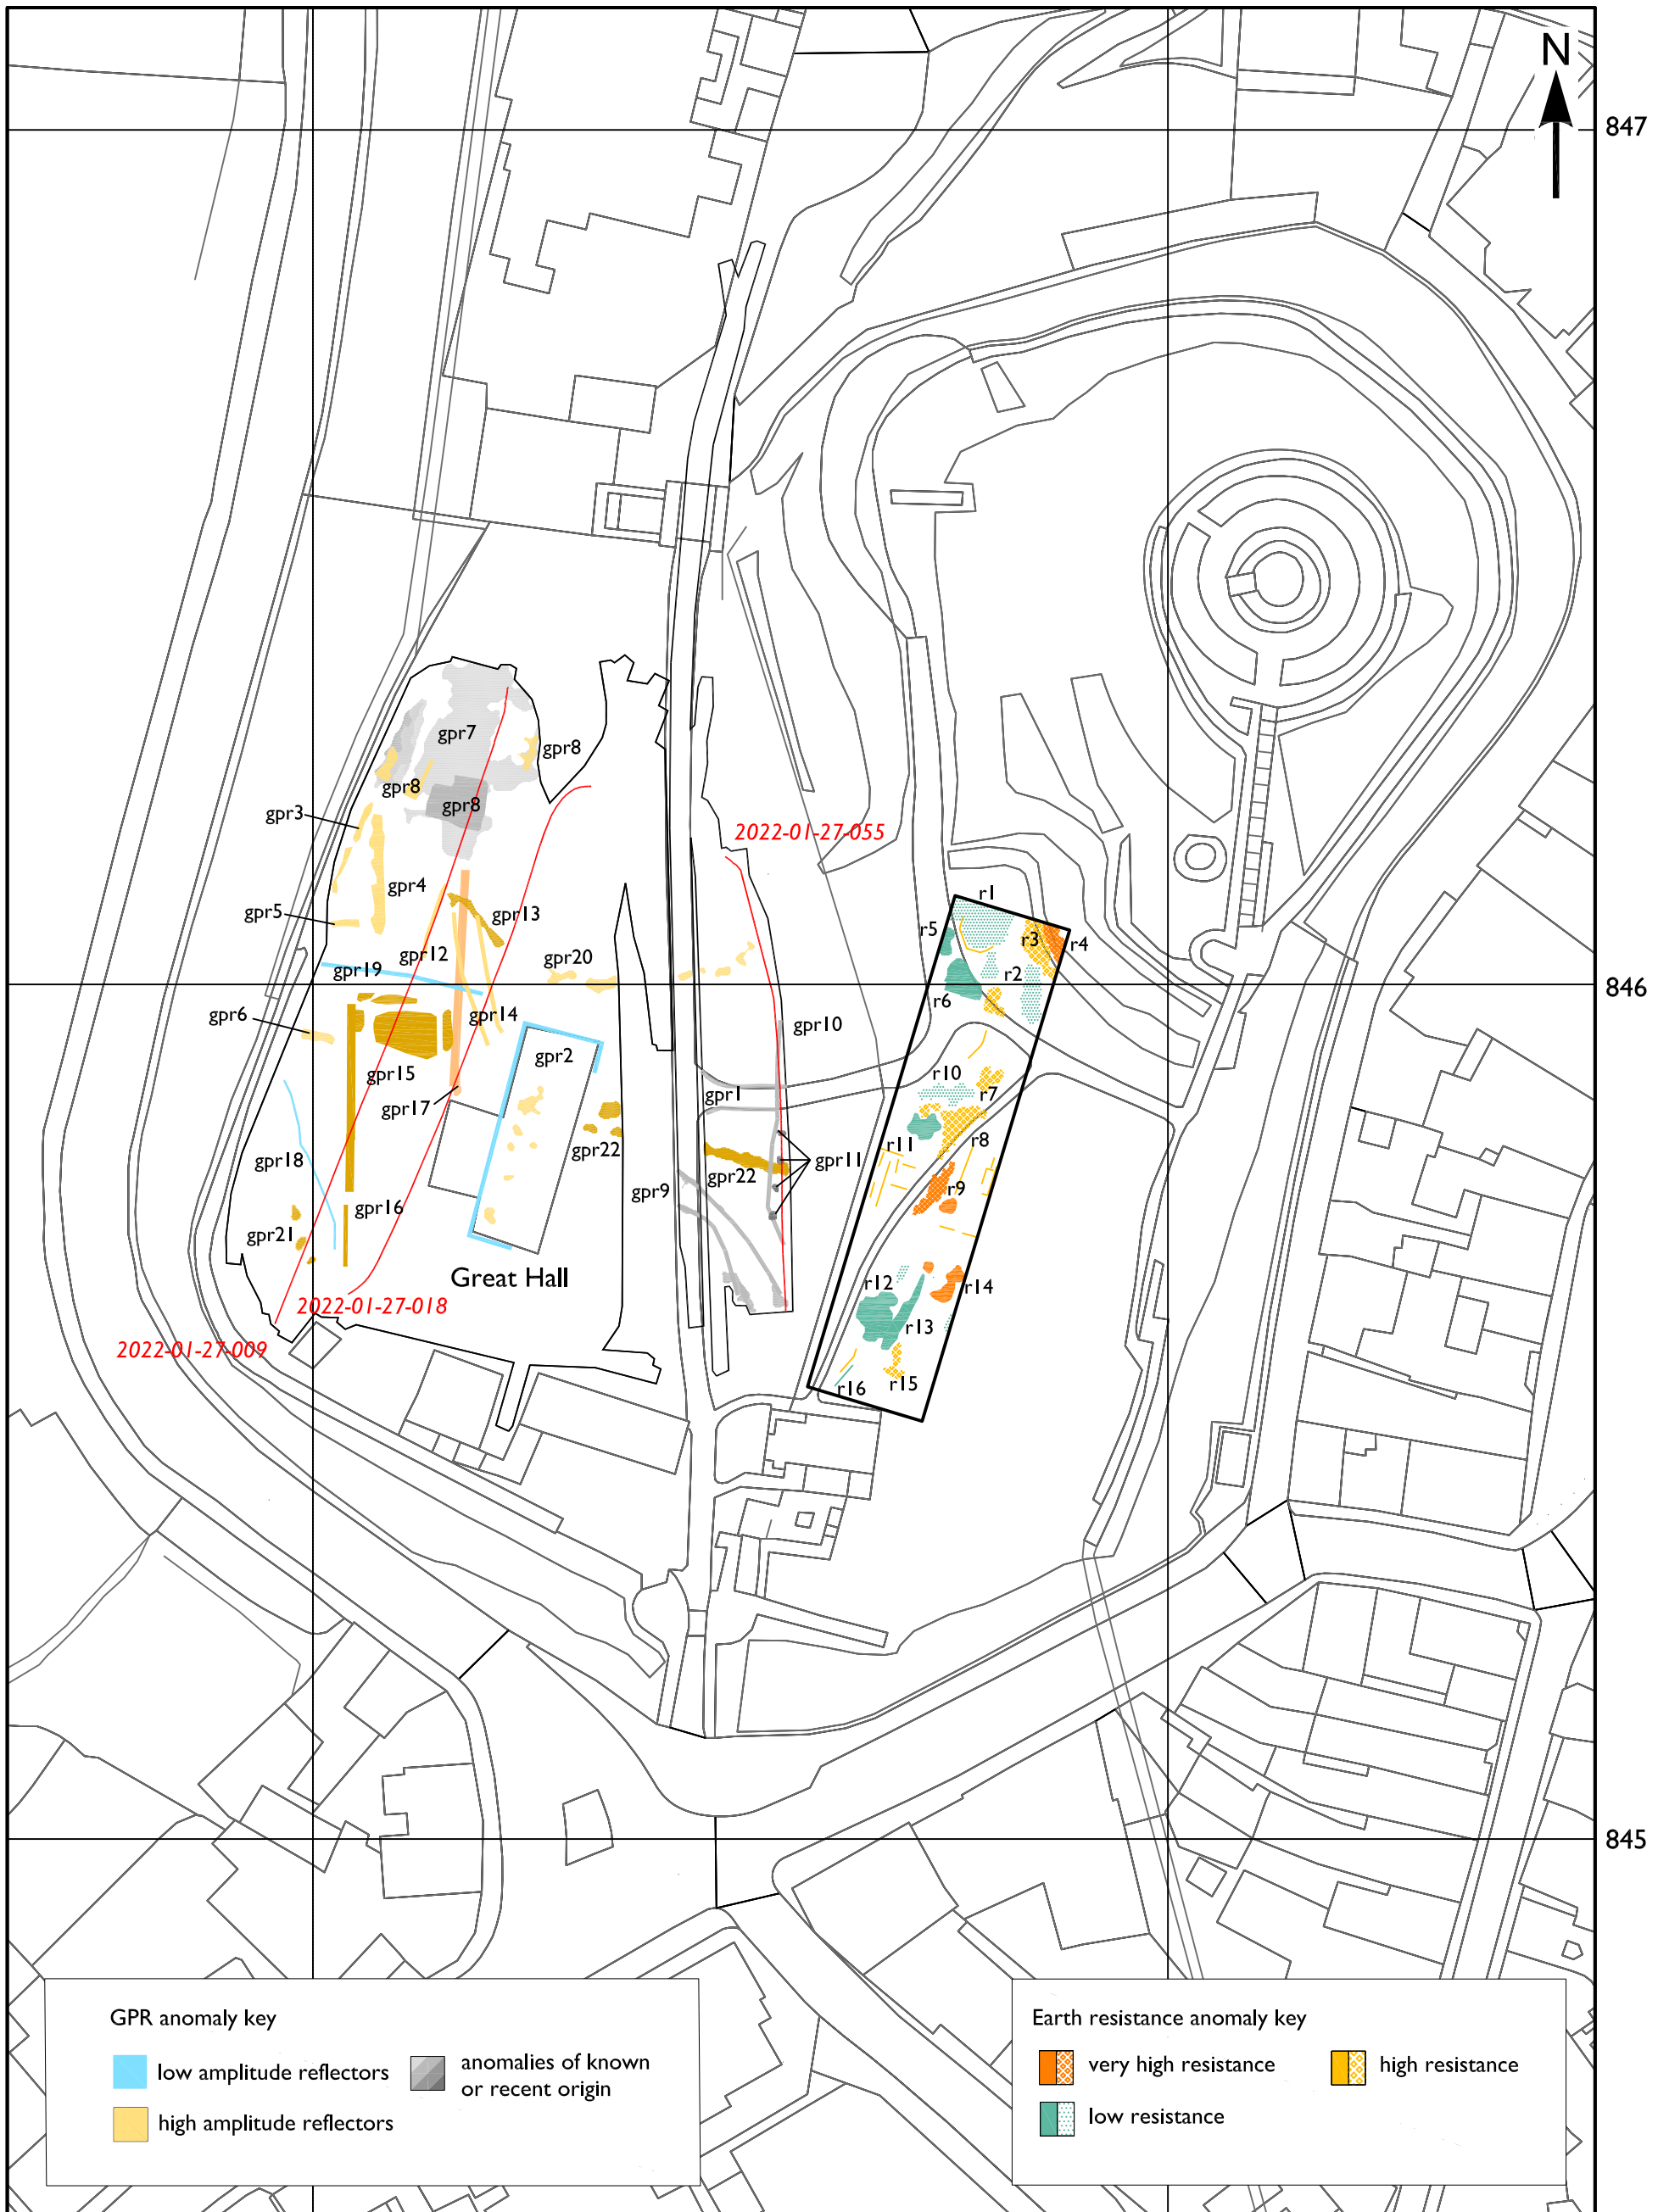 N
847
gpr7
gpr8
gpr8
gpr8
gpr3
2022-01-27-055
gpr4
r1
gpr5
gpr13
r5
r3
r4
gpr12
gpr20
gpr19
r2
846
r6
gpr6
gpr14
gpr10
gpr2
gpr15
r10
gpr17
gpr1
r7
r11
r8
gpr18
gpr22
gpr11
gpr22
gpr9
r9
gpr16
gpr21
Great Hall
r12
r14
2022-01-27-018
r13
2022-01-27-009
r16
r15
845
GPR anomaly key
low amplitude reflectors
anomalies of known
or recent origin
high amplitude reflectors
Earth resistance anomaly key
very high resistance
high resistance
low resistance